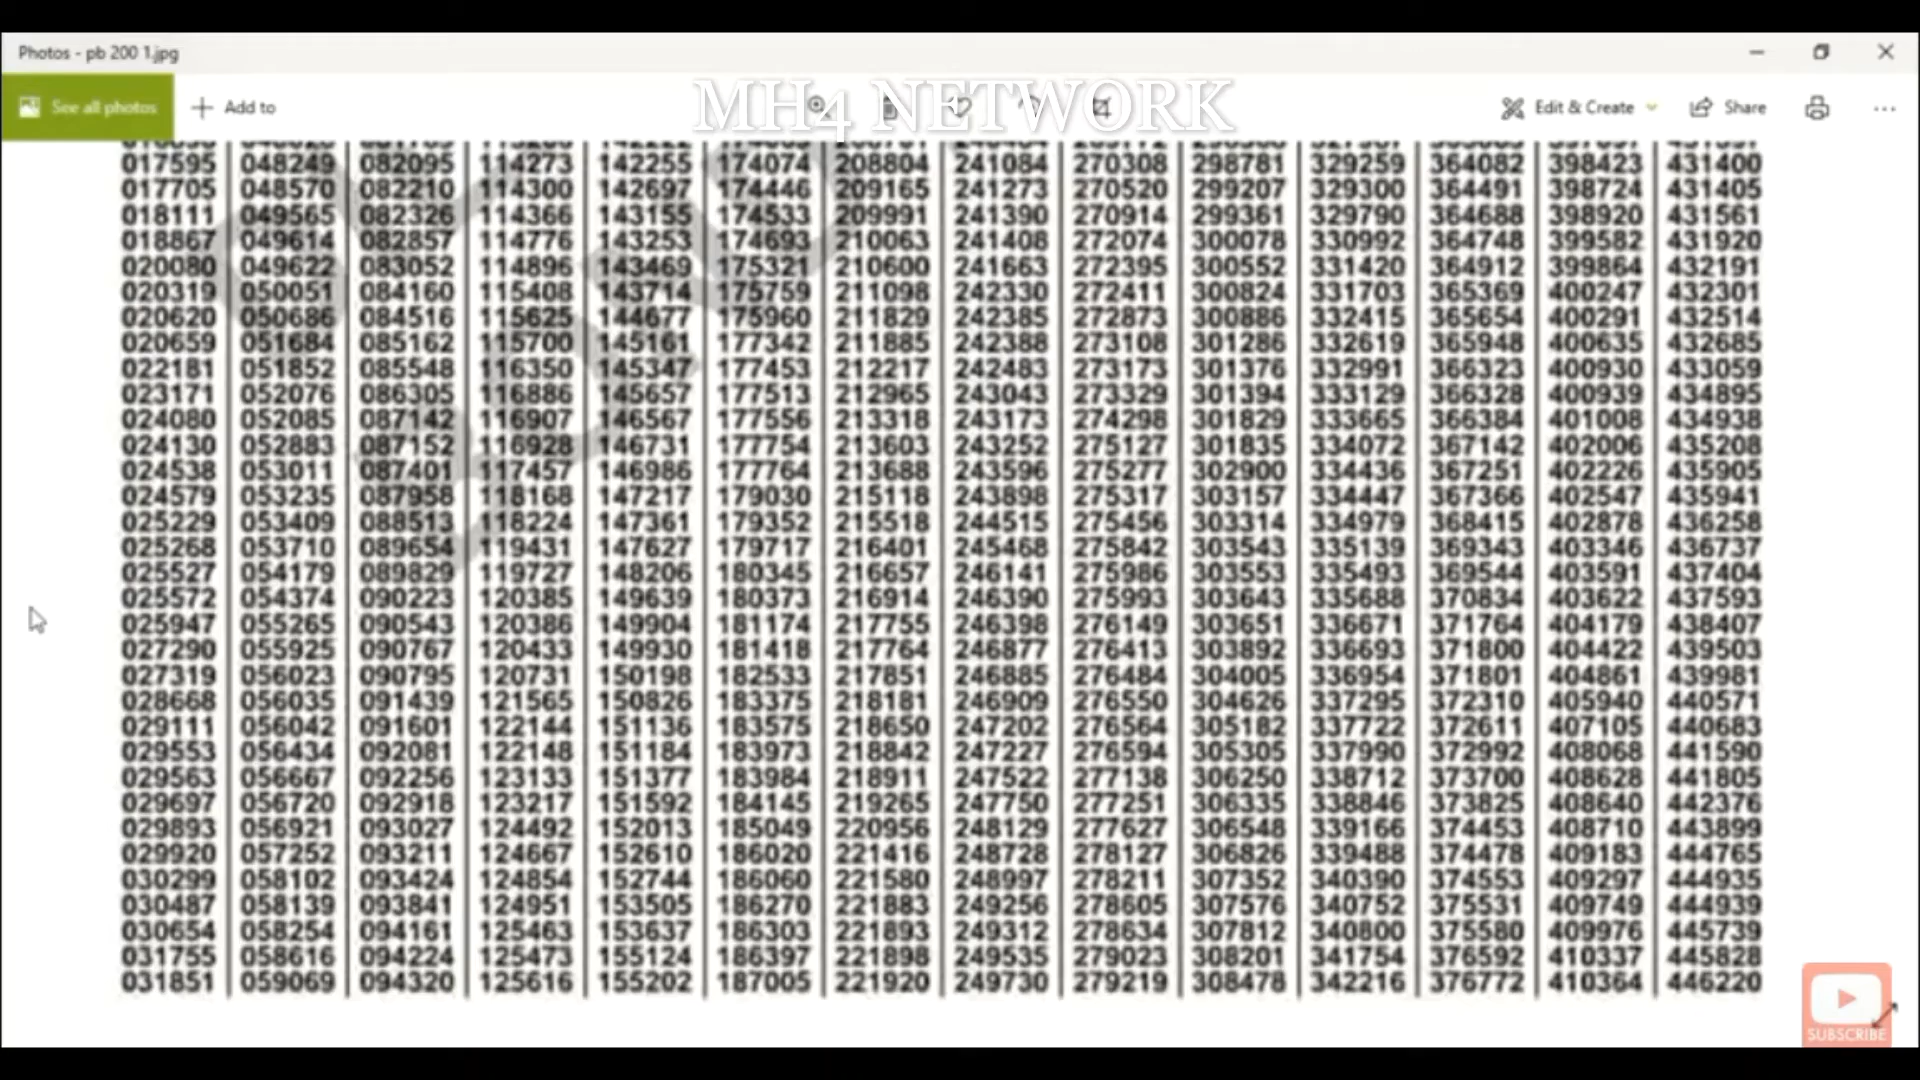 Photos - pb 200 1.jpg
MH4 NETWORK
See all photos
Add to
Edit & Create
Share
017595 048249 082095 114273 142255 174074 208804 241084 270308 298781 329259 364082 398423 431400
017705 048570 082210 114300 142697 174446 209165 241273 270520 299207 329300 364491 398724 431405
018111 049565 082326 114366 143155 174533 209991 241390 270914 299361 329790 364688 398920 431561
018867 049614 082857 114776 143253 174693 210063 241408 272074 300078 330992 364748 399582 431920
020080 049622 083052 114896 143469 175321 210600 241663 272395 300552 331420 364912 399864 432191
020319 050051 084160 115408 143714 175759 211098 242330 272411 300824 331703 365369 400247 432301
020620 050686 084516 115625 144677 175960 211829 242385 272873 300886 332415 365654 400291 432514
020659 051684 085162 115700 145161 177342 211885 242388 273108 301286 332619 365948 400635 432685
022181 051852 085548 116350 145347 177453 212217 242483 273173 301376 332991 366323 400930 433059
023171 052076 086305 116886 145657 177513 212965 243043 273329 301394 333129 366328 400939 434895
024080 052085 087142 116907 146567 177556 213318 243173 274298 301829 333665 366384 401008 434938
024130 052883 087152 116928 146731 177754 213603 243252 275127 301835 334072 367142 402006 435208
024538 053011 087401 117457 146986 177764 213688 243596 275277 302900 334436 367251 402226 435905
024579 053235 087958 118168 147217 179030 215118 243898 275317 303157 334447 367366 402547 435941
025229 053409 088513 118224 147361 179352 215518 244515 275456 303314 334979 368415 402878 436258
025268 053710 089654 119431 147627 179717 216401 245468 275842 303543 335139 369343 403346 436737
025527 054179 089829 119727 148206 180345 216657 246141 275986 303553 335493 369544 403591 437404
025572 054374 090223 120385 149639 180373 216914 246390 275993 303643 335688 370834 403622 437593
025947 055265 090543 120386 149904 181174 217755 246398 276149 303651 336671 371764 404179 438407
027290 055925 090767 120433 149930 181418 217764 246877 276413 303892 336693 371800 404422 439503
027319 056023 090795 120731 150198 182533 217851 246885 276484 304005 336954 371801 404861 439981
028668 056035 091439 121565 150826 183375 218181 246909 276550 304626 337295 372310 405940 440571
029111 056042 091601 122144 151136 183575 218650 247202 276564 305182 337722 372611 407105 440683
029553 056434 092081 122148 151184 183973 218842 247227 276594 305305 337990 372992 408068 441590
029563 056667 092256 123133 151377 183984 218911 247522 277138 306250 338712 373700 408628 441805
029697 056720 092918 123217 151592 184145 219265 247750 277251 306335 338846 373825 408640 442376
029893 056921 093027 124492 152013 185049 220956 248129 277627 306548 339166 374453 408710 443899
029920 057252 093211 124667 152610 186020 221416 248728 278127 306826 339488 374478 409183 444765
030299 058102 093424 124854 152744 186060 221580 248997 278211 307352 340390 374553 409297 444935
030487 058139 093841 124951 153505 186270 221883 249256 278605 307576 340752 375531 409749 444939
030654 058254 094161 125463 153637 186303 221893 249312 278634 307812 340800 375580 409976 445739
031755 058616 094224 125473 155124 186397 221898 249535 279023 308201 341754 376592 410337 445828
031851 059069 094320 125616 155202 187005 221920 249730 279219 308478 342216 376772 410364 446220
SUBSCRIBE